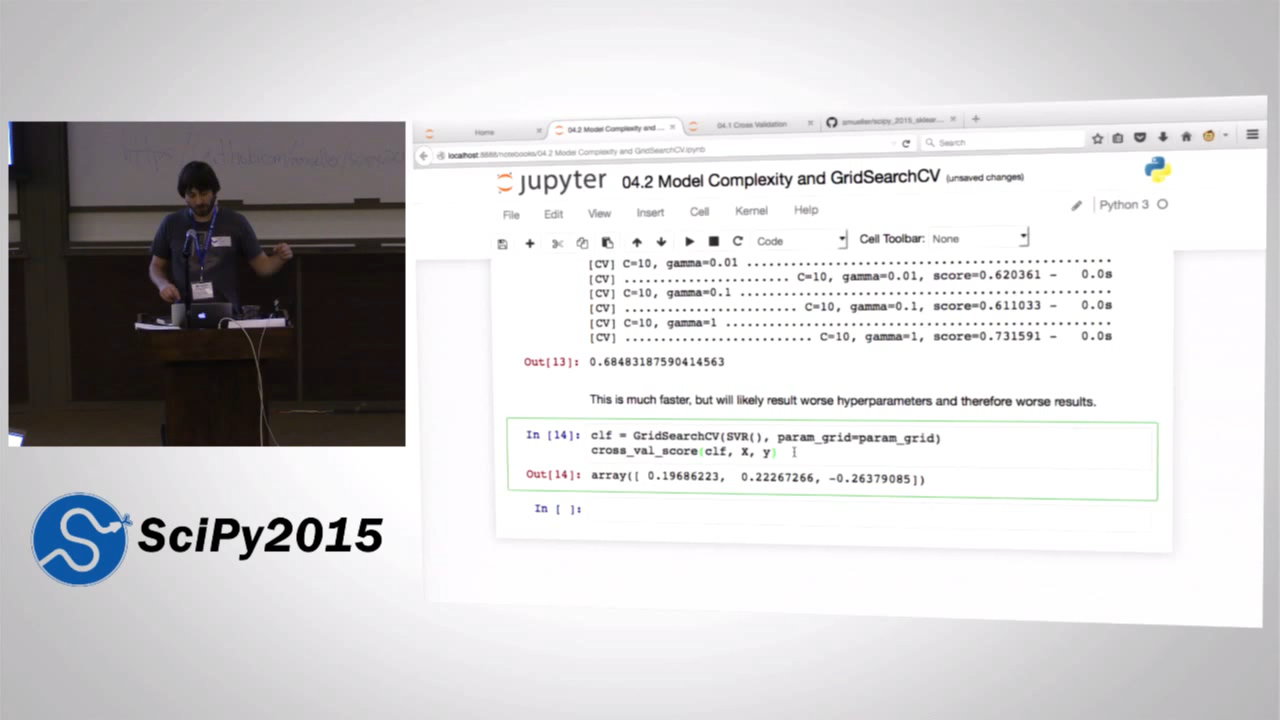 Home
04.2 Model Complexity and ...
04.1 Cross Validation
amueller/scipy_2015_sklear...
localhost:8888/notebooks/04.2 Model Complexity and GridSearchCV.ipynb
Search
jupyter 04.2 Model Complexity and GridSearchCV (unsaved changes)
File Edit View Insert Cell Kernel Help
Python 3
Code
Cell Toolbar: None
[CV] C=10, gamma=0.01 ................................................
[CV] ...................... C=10, gamma=0.01, score=0.620361 - 0.0s
[CV] C=10, gamma=0.1 .................................................
[CV] ....................... C=10, gamma=0.1, score=0.611033 - 0.0s
[CV] C=10, gamma=1 ...................................................
[CV] ......................... C=10, gamma=1, score=0.731591 - 0.0s
Out[13]: 0.68483187590414563
This is much faster, but will likely result worse hyperparameters and therefore worse results.
In [14]: clf = GridSearchCV(SVR(), param_grid=param_grid)
cross_val_score(clf, X, y)
Out[14]: array([ 0.19686223, 0.22267266, -0.26379085])
In [ ]:
SciPy2015